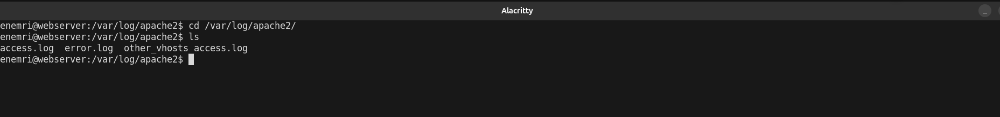 Alacritty
enemri@webserver:/var/log/apache2$ cd /var/log/apache2/
enemri@webserver:/var/log/apache2$ ls
access.log  error.log  other_vhosts_access.log
enemri@webserver:/var/log/apache2$